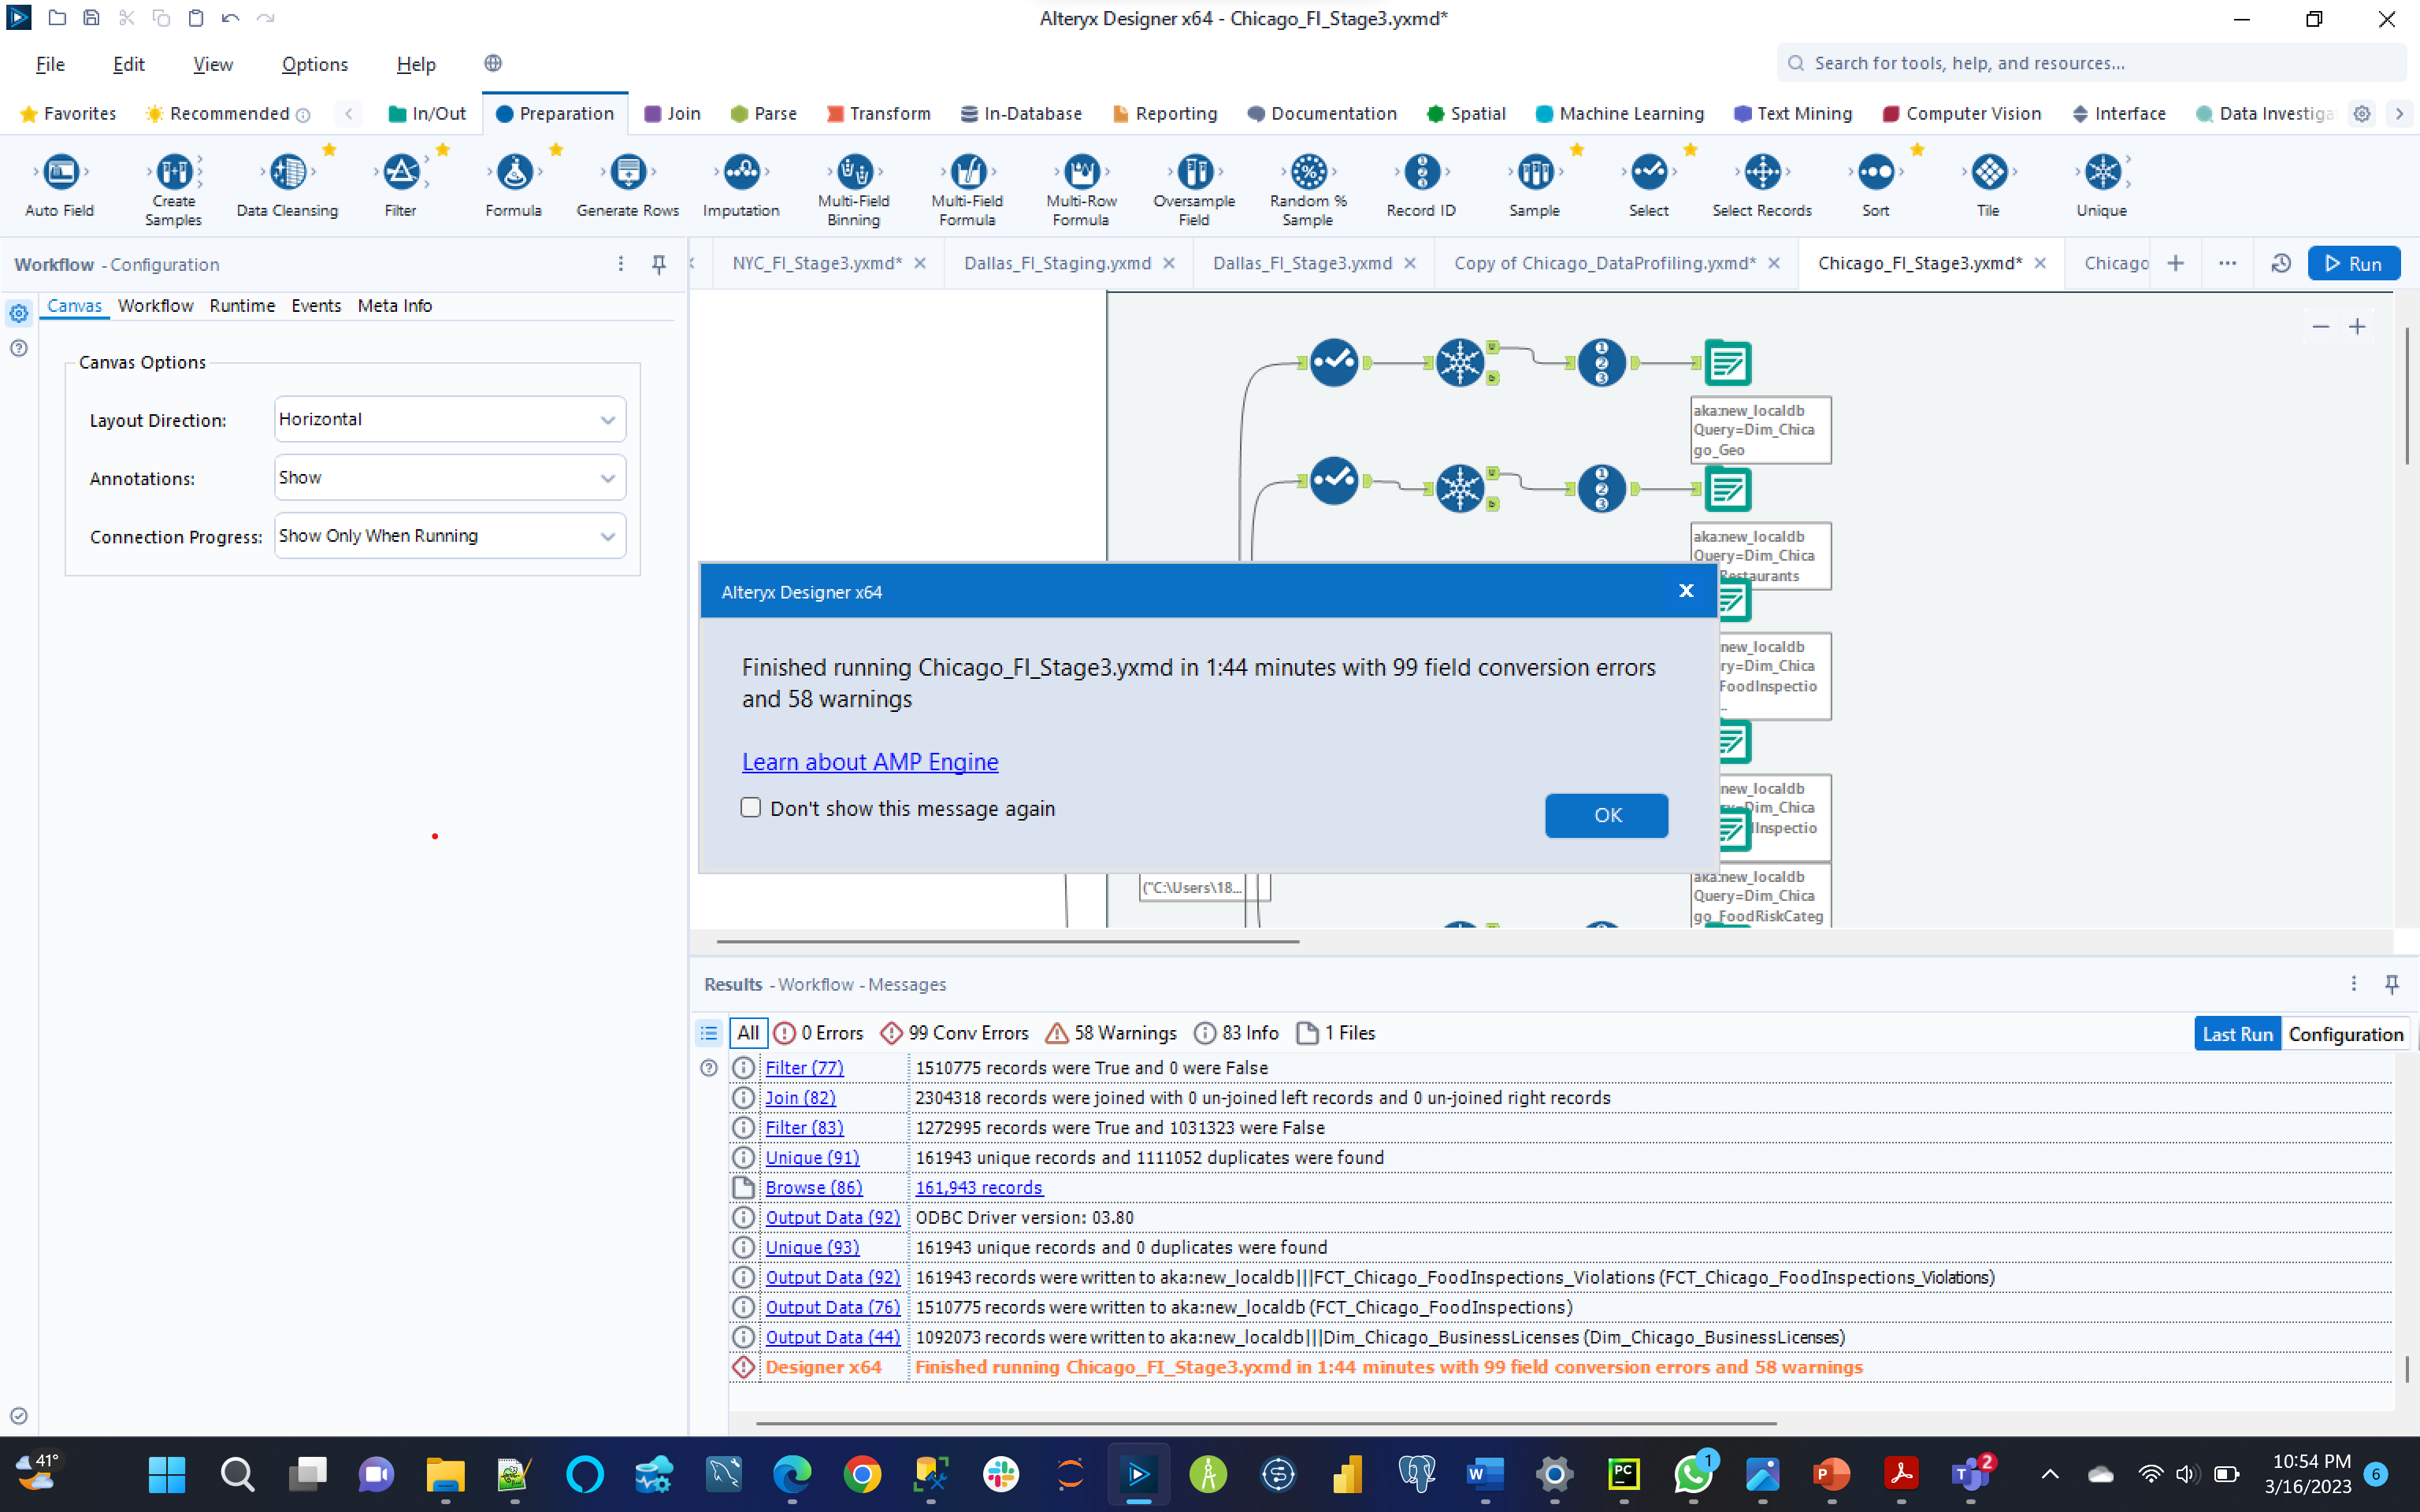 Alteryx Designer x64 - Chicago_FI_Stage3.yxmd*
File Edit View Options Help
Search for tools, help, and resources...
Favorites Recommended In/Out Preparation Join Parse Transform In-Database Reporting Documentation Spatial Machine Learning Text Mining Computer Vision Interface Data Investiga
Auto Field
Create Samples
Data Cleansing
Filter
Formula
Generate Rows
Imputation
Multi-Field Binning
Multi-Field Formula
Multi-Row Formula
Oversample Field
Random % Sample
Record ID
Sample
Select
Select Records
Sort
Tile
Unique
Workflow - Configuration
NYC_FI_Stage3.yxmd* Dallas_FI_Staging.yxmd Dallas_FI_Stage3.yxmd Copy of Chicago_DataProfiling.yxmd* Chicago_FI_Stage3.yxmd* Chicago
Run
Canvas Workflow Runtime Events Meta Info
Canvas Options
Layout Direction: Horizontal
Annotations: Show
Connection Progress: Show Only When Running
aka:new_localdb
Query=Dim_Chica
go_Geo
aka:new_localdb
Query=Dim_Chica
Restaurants
new_localdb
ry=Dim_Chica
FoodInspectio
..
new_localdb
ry=Dim_Chica
dInspectio
aka:new_localdb
Query=Dim_Chica
go_FoodRiskCateg
("C:\Users\18...
Alteryx Designer x64
Finished running Chicago_FI_Stage3.yxmd in 1:44 minutes with 99 field conversion errors
and 58 warnings
Learn about AMP Engine
Don't show this message again
OK
Results - Workflow - Messages
All 0 Errors 99 Conv Errors 58 Warnings 83 Info 1 Files
Last Run Configuration
Filter (77) 1510775 records were True and 0 were False
Join (82) 2304318 records were joined with 0 un-joined left records and 0 un-joined right records
Filter (83) 1272995 records were True and 1031323 were False
Unique (91) 161943 unique records and 1111052 duplicates were found
Browse (86) 161,943 records
Output Data (92) ODBC Driver version: 03.80
Unique (93) 161943 unique records and 0 duplicates were found
Output Data (92) 161943 records were written to aka:new_localdb|||FCT_Chicago_FoodInspections_Violations (FCT_Chicago_FoodInspections_Violations)
Output Data (76) 1510775 records were written to aka:new_localdb (FCT_Chicago_FoodInspections)
Output Data (44) 1092073 records were written to aka:new_localdb|||Dim_Chicago_BusinessLicenses (Dim_Chicago_BusinessLicenses)
Designer x64 Finished running Chicago_FI_Stage3.yxmd in 1:44 minutes with 99 field conversion errors and 58 warnings
41°
PC
1
2
10:54 PM
3/16/2023
6